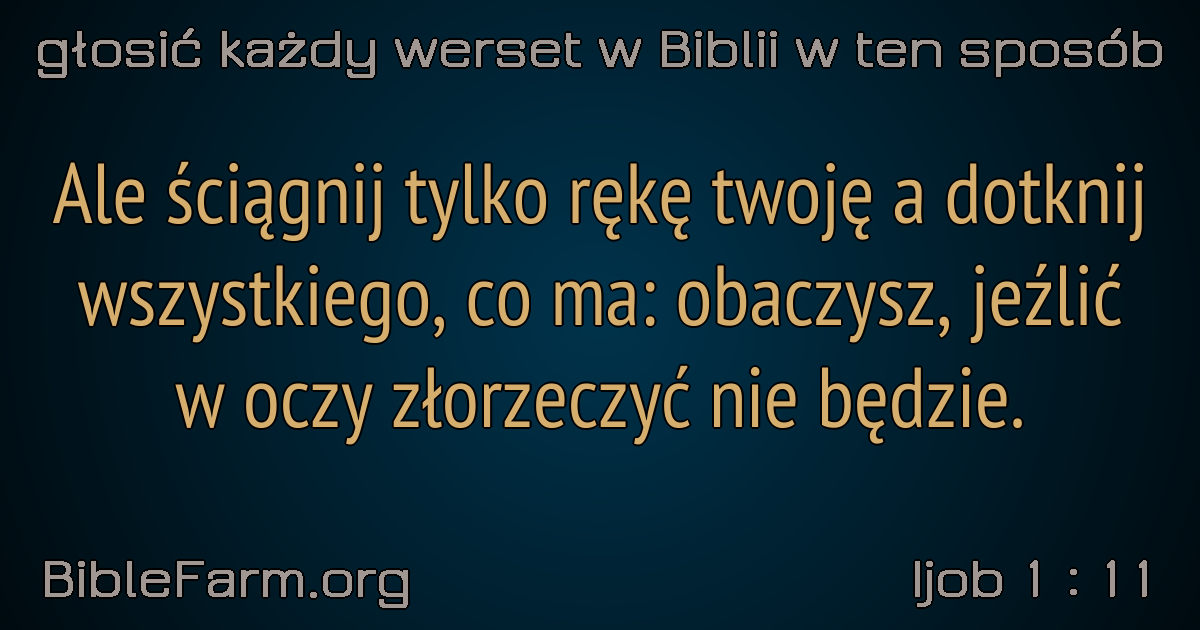 głosić każdy werset w Biblii w ten sposób
Ale ściągnij tylko rękę twoję a dotknij
wszystkiego, co ma: obaczysz, jeźlić
w oczy złorzeczyć nie będzie.
BibleFarm.org
Ijob 1 : 11